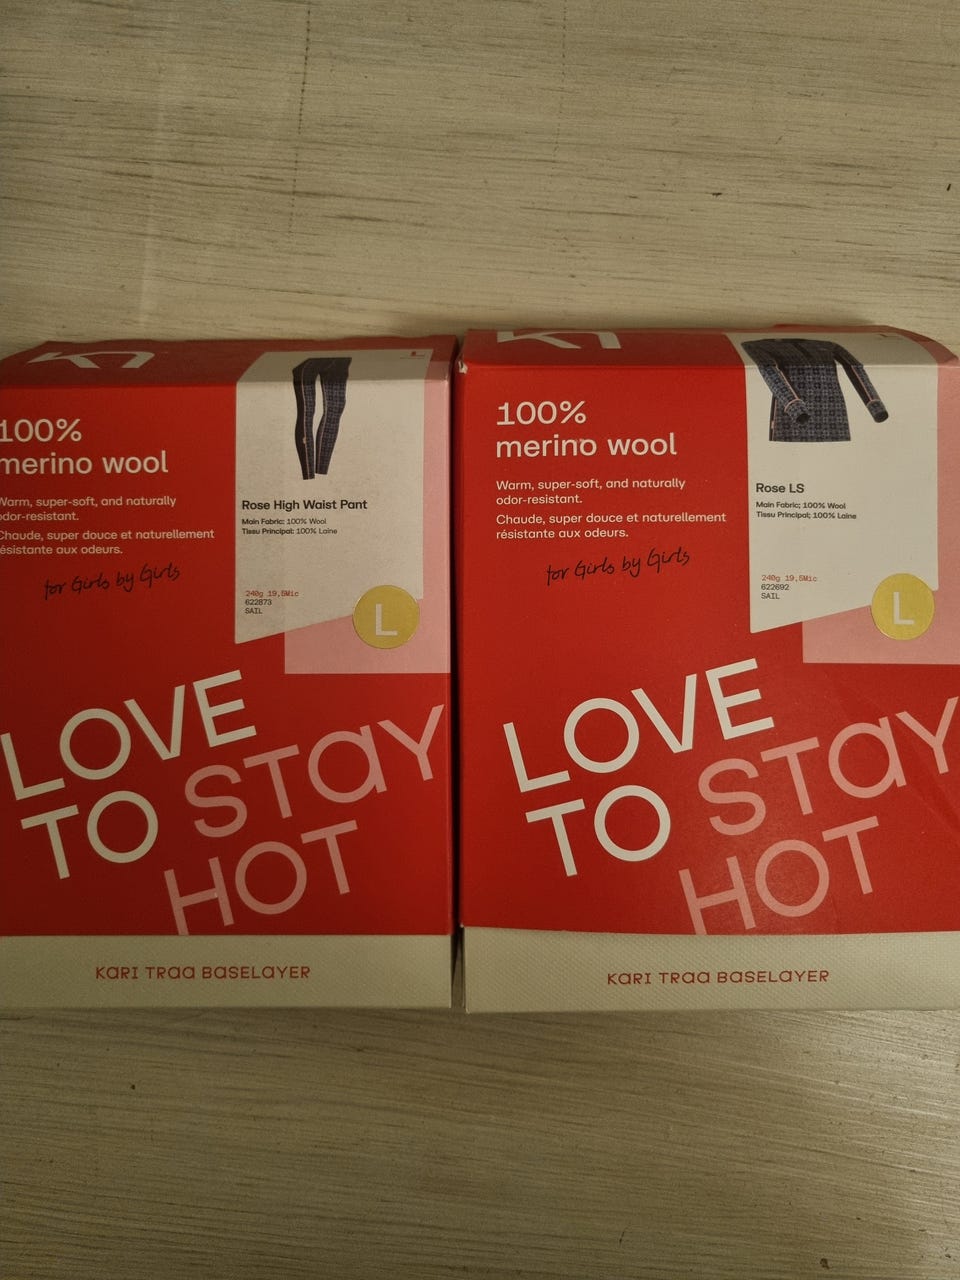 L
100%
merino wool
Warm, super-soft, and naturally
odor-resistant.
Chaude, super douce et naturellement
résistante aux odeurs.
for Girls by Girls
Rose High Waist Pant
Main Fabric: 100% Wool
Tissu Principal: 100% Laine
240g 19,5Mic
622873
SAIL
L
LOVE
TO STAY
HOT
KARI TRAA BASELAYER
100%
merino wool
Warm, super-soft, and naturally
odor-resistant.
Chaude, super douce et naturellement
résistante aux odeurs.
for Girls by Girls
Rose LS
Main Fabric; 100% Wool
Tissu Principal; 100% Laine
240g 19,5Mic
622692
SAIL
L
LOVE
TO STAY
HOT
KARI TRAA BASELAYER